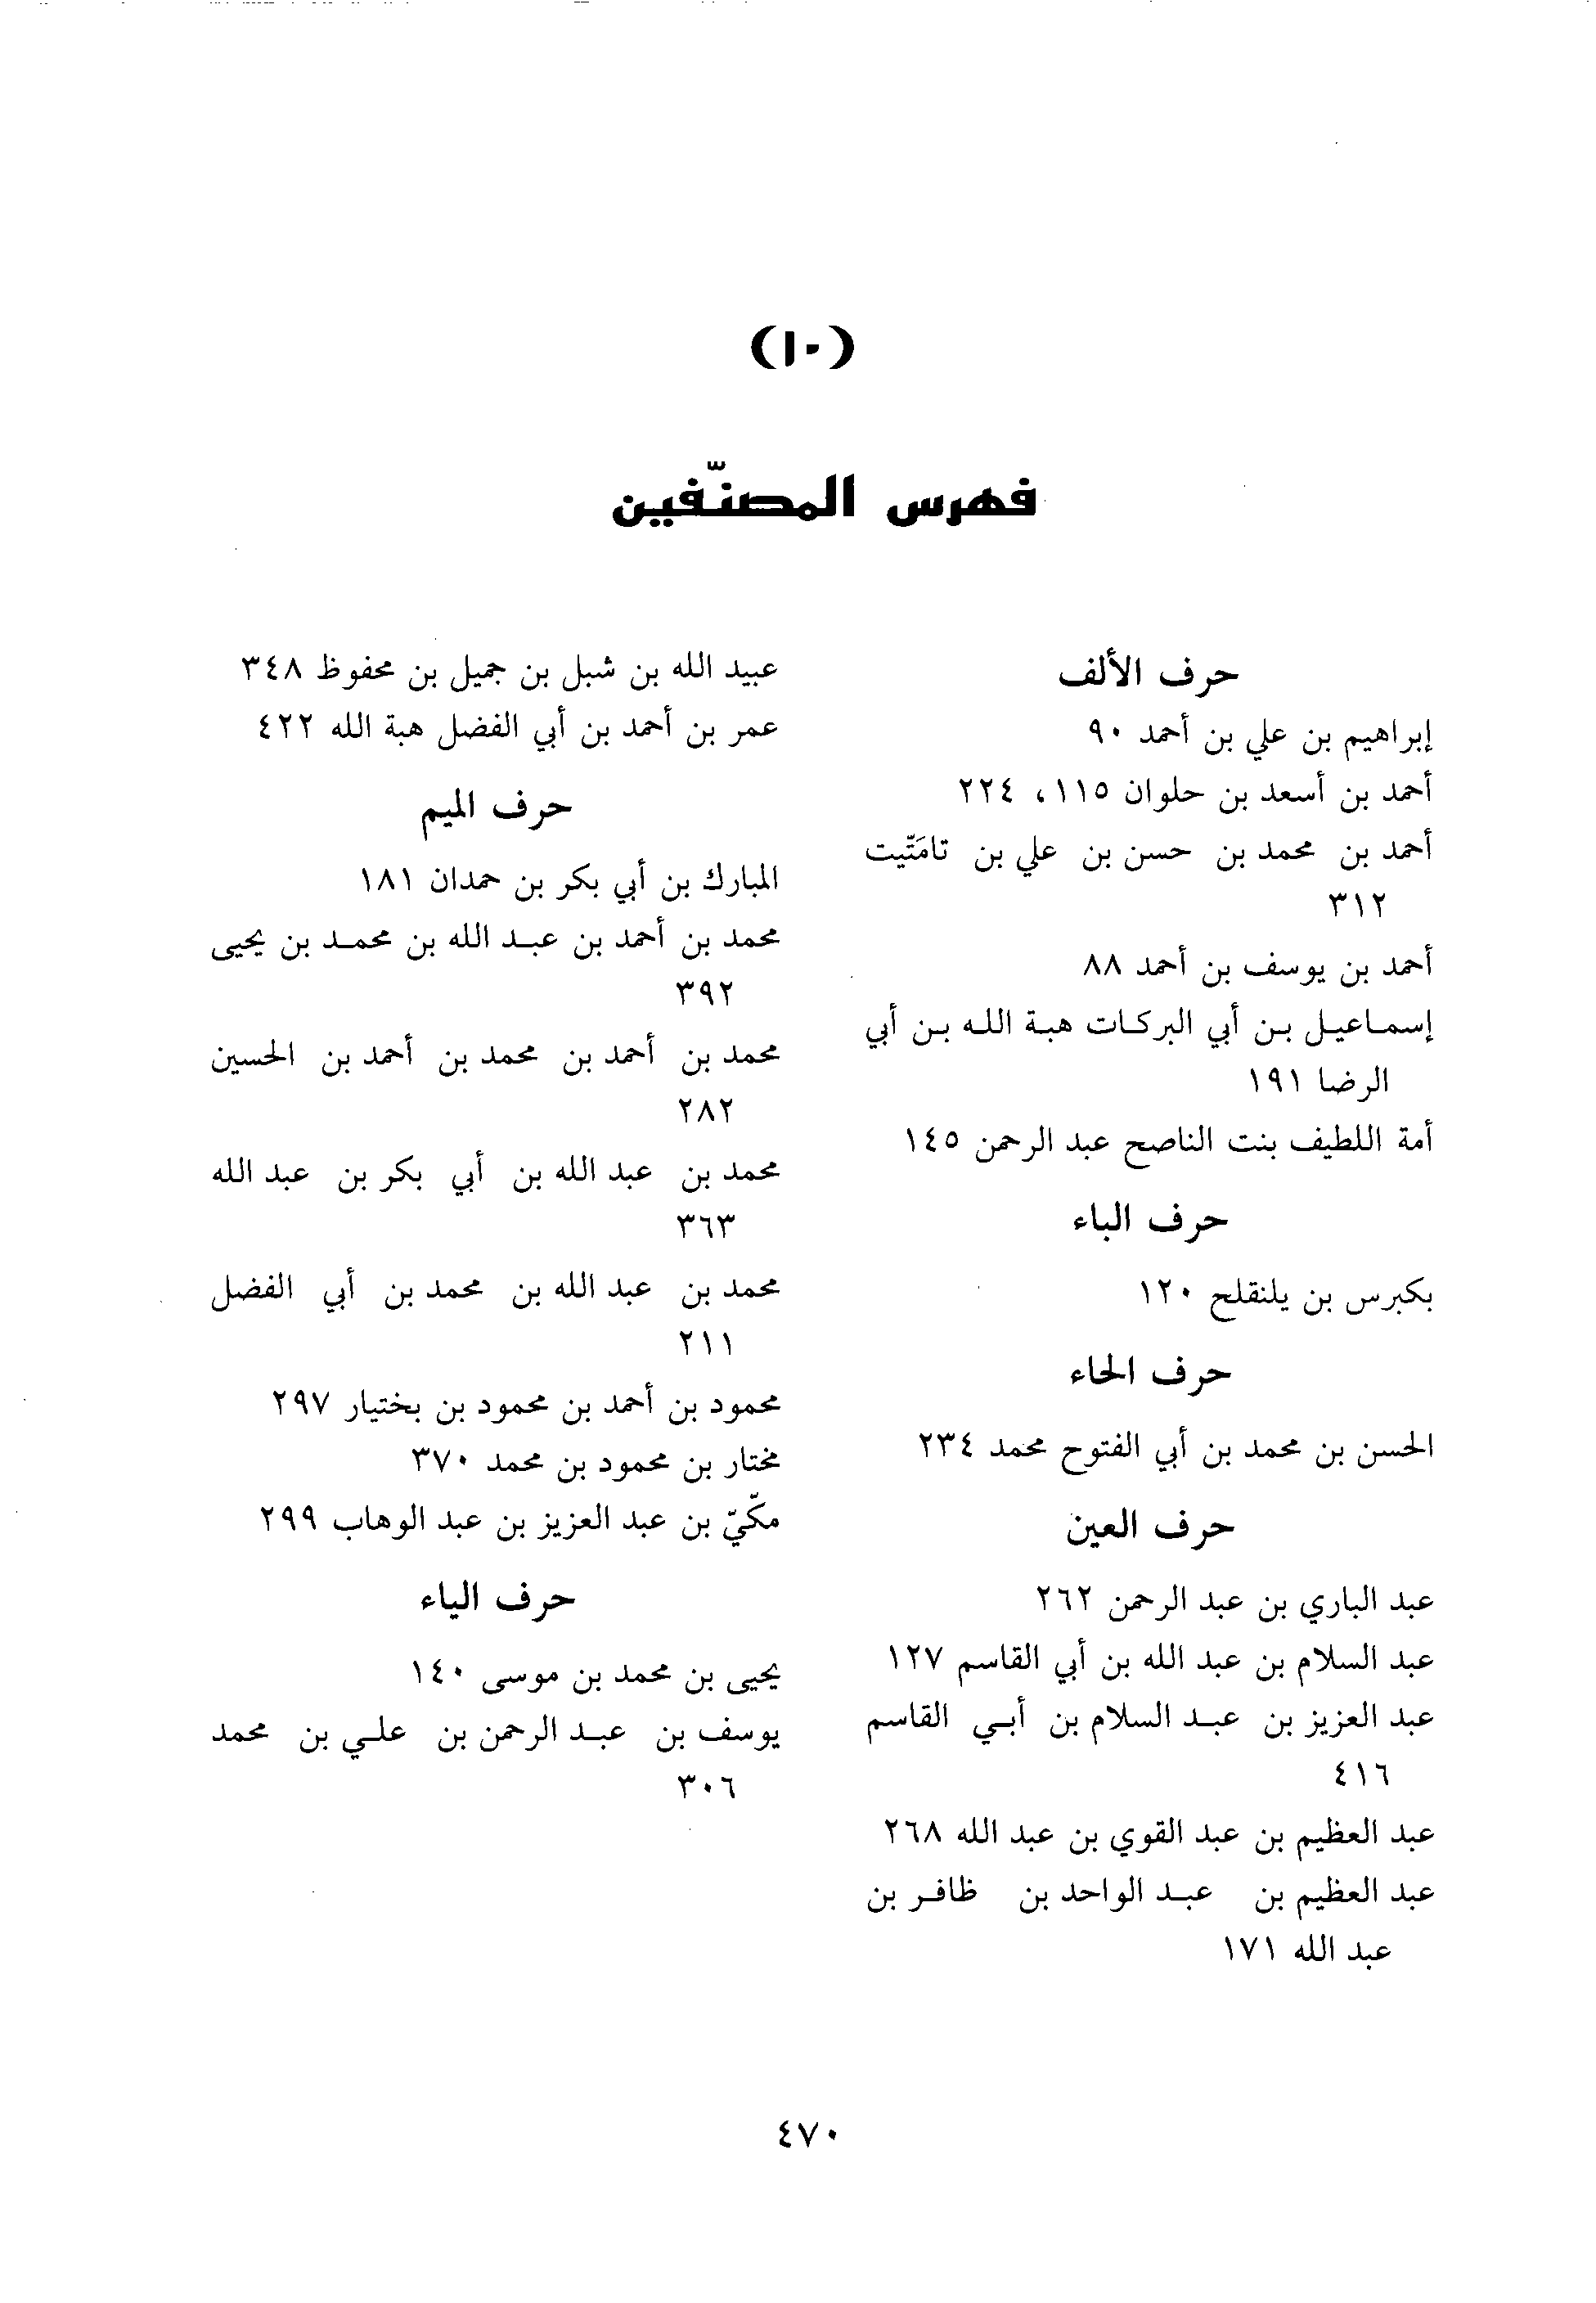 (١٠)
فهرس المصنّفين
حرف الألف
إبراهيم بن علي بن أحمد ٩٠
أحمد بن أسعد بن حلوان ١١٥، ٢٢٤
أحمد بن محمد بن حسن بن علي بن تامَتّيت
٣١٢
أحمد بن يوسف بن أحمد ٨٨
إسماعيل بن أبي البركات هبة الله بن أبي
الرضا ١٩١
أمة اللطيف بنت الناصح عبد الرحمن ١٤٥
حرف الباء
بكبرس بن يلنقلح ١٢٠
حرف الحاء
الحسن بن محمد بن أبي الفتوح محمد ٢٣٤
حرف العين
عبد الباري بن عبد الرحمن ٢٦٢
عبد السلام بن عبد الله بن أبي القاسم ١٢٧
عبد العزيز بن عبد السلام بن أبي القاسم
٤١٦
عبد العظيم بن عبد القوي بن عبد الله ٢٦٨
عبد العظيم بن عبد الواحد بن ظافر بن
عبد الله ١٧١
عبيد الله بن شبل بن جميل بن محفوظ ٣٤٨
عمر بن أحمد بن أبي الفضل هبة الله ٤٢٢
حرف الميم
المبارك بن أبي بكر بن حمدان ١٨١
محمد بن أحمد بن عبد الله بن محمد بن يحيى
٣٩٢
محمد بن أحمد بن محمد بن أحمد بن الحسين
٢٨٢
محمد بن عبد الله بن أبي بكر بن عبد الله
٣٦٣
محمد بن عبد الله بن محمد بن أبي الفضل
٢١١
محمود بن أحمد بن محمود بن بختيار ٢٩٧
مختار بن محمود بن محمد ٣٧٠
مكّيّ بن عبد العزيز بن عبد الوهاب ٢٩٩
حرف الياء
يحيى بن محمد بن موسى ١٤٠
يوسف بن عبد الرحمن بن علي بن محمد
٣٠٦
٤٧٠